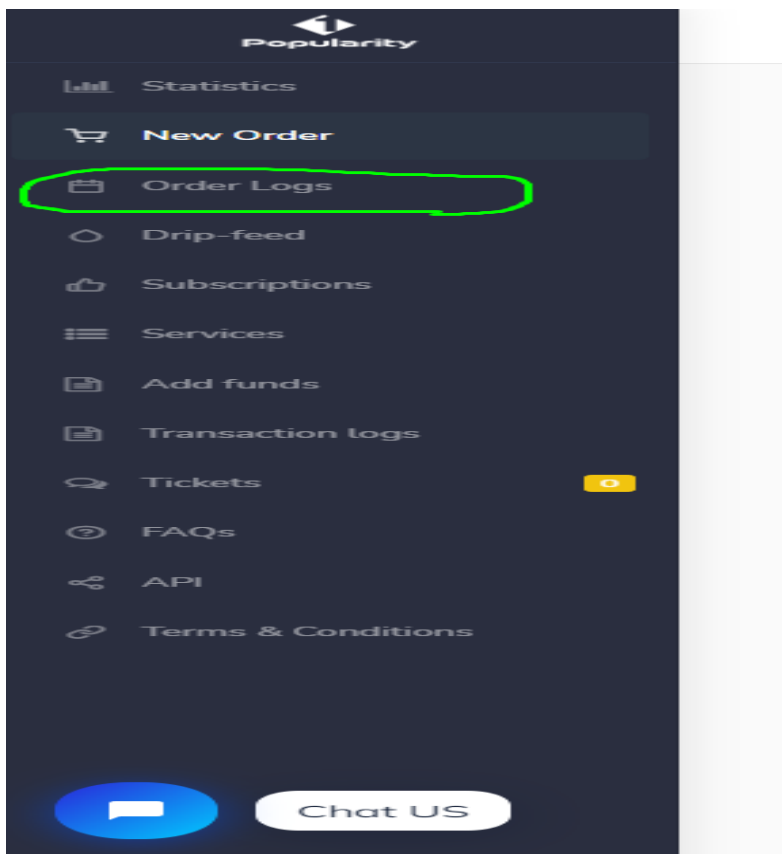 Popularity
Statistics
New Order
Order Logs
Drip-feed
Subscriptions
Services
Add funds
Transaction logs
Tickets 0
FAQs
API
Terms & Conditions
Chat US